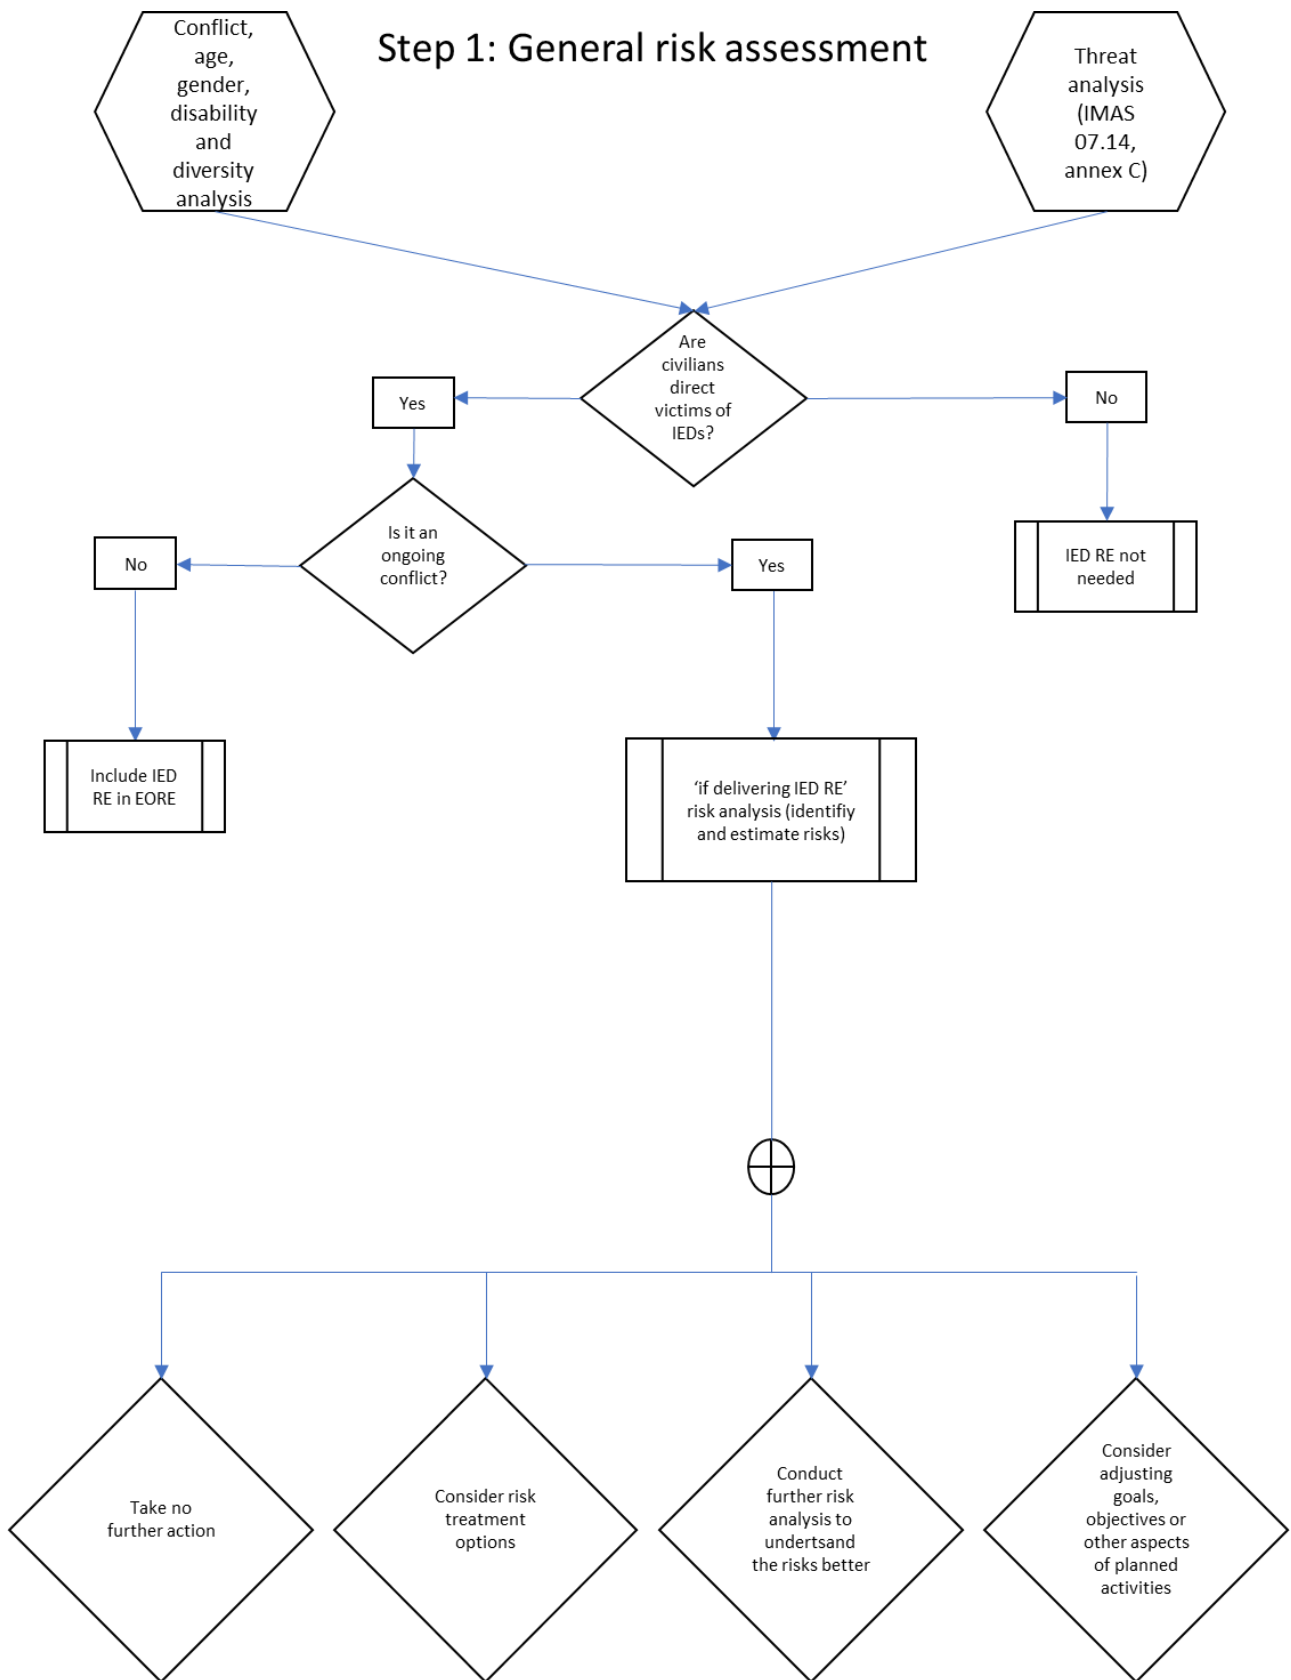 Step 1: General risk assessment
Conflict,
age,
gender,
disability
and
diversity
analysis
Threat
analysis
(IMAS
07.14,
annex C)
Are
civilians
direct
victims of
IEDs?
Yes
No
Is it an
ongoing
conflict?
No
Yes
IED RE not
needed
Include IED
RE in EORE
‘if delivering IED RE’
risk analysis (identifiy
and estimate risks)
Take no
further action
Consider risk
treatment
options
Conduct
further risk
analysis to
undertsand
the risks better
Consider
adjusting
goals,
objectives or
other aspects
of planned
activities